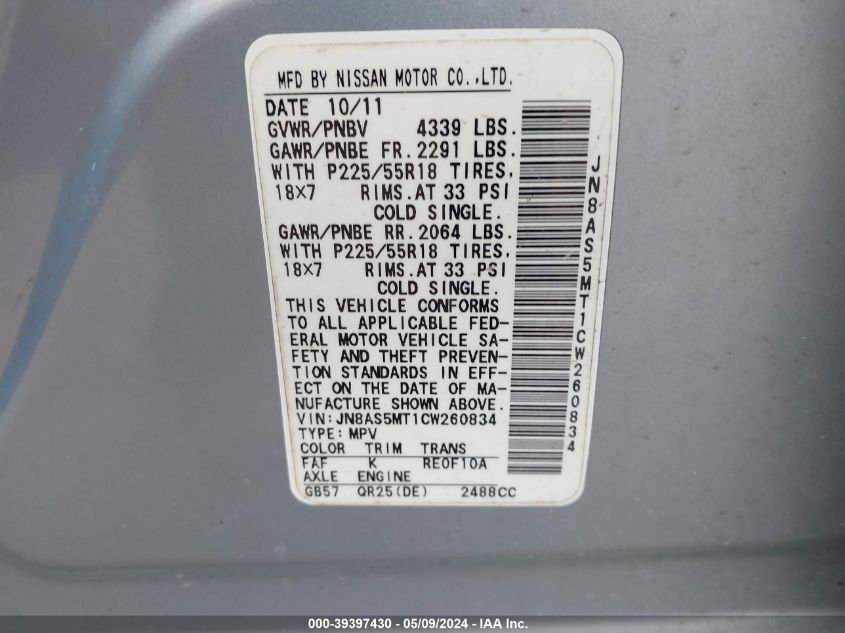 MFD BY NISSAN MOTOR CO.,LTD.
DATE 10/11
GVWR/PNBV 4339 LBS.
GAWR/PNBE FR.2291 LBS.
WITH P225/55R18 TIRES.
18X7 RIMS.AT 33 PSI
COLD SINGLE.
GAWR/PNBE RR.2064 LBS.
WITH P225/55R18 TIRES.
18X7 RIMS.AT 33 PSI
COLD SINGLE.
THIS VEHICLE CONFORMS
TO ALL APPLICABLE FED-
ERAL MOTOR VEHICLE SA-
FETY AND THEFT PREVEN-
TION STANDARDS IN EFF-
ECT ON THE DATE OF MA-
NUFACTURE SHOWN ABOVE.
VIN:JN8AS5MT1CW260834
TYPE:MPV
COLOR TRIM TRANS
FAF K RE0F10A
AXLE ENGINE
GB57 QR25(DE) 2488CC
JN8AS5MT1CW260834
000-39397430 - 05/09/2024 - IAA Inc.